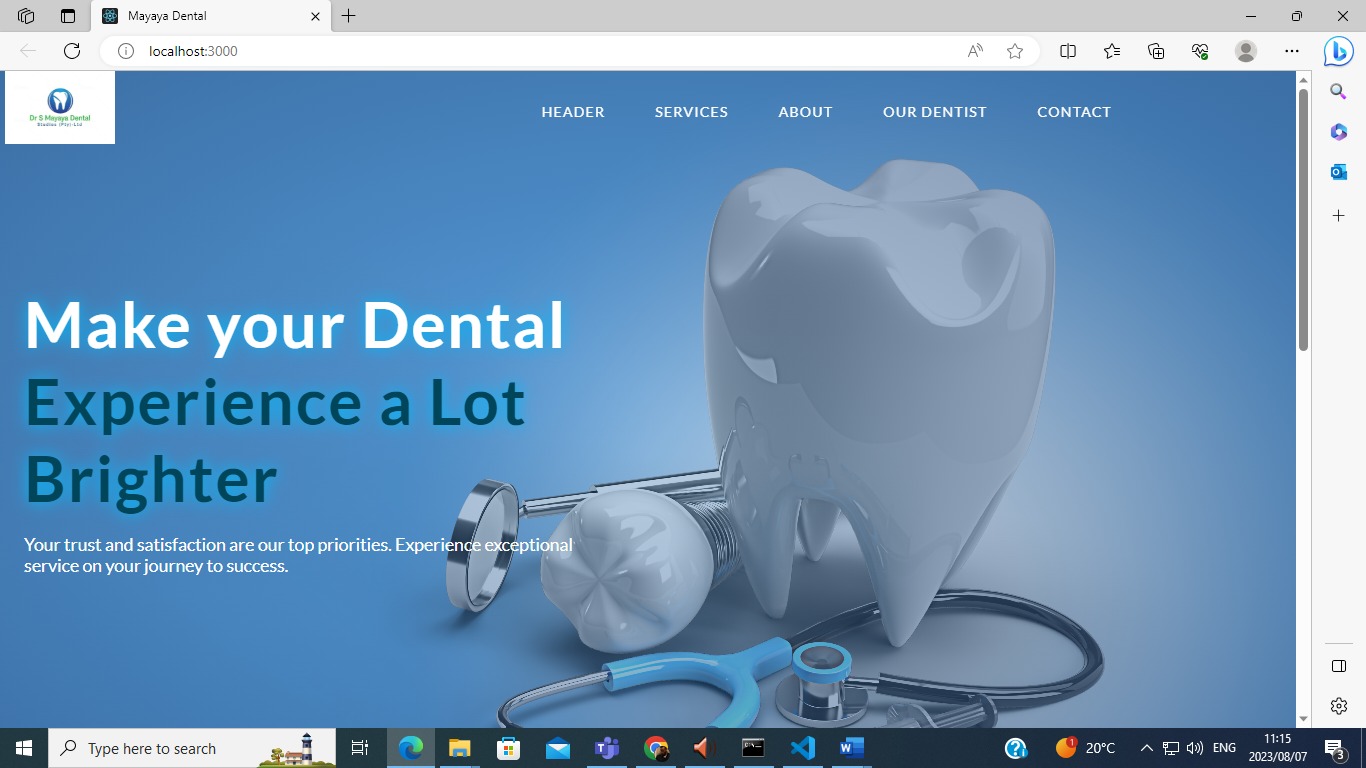 Mayaya Dental
localhost:3000
Dr S Mayaya Dental
Studios (Pty) Ltd
HEADER SERVICES ABOUT OUR DENTIST CONTACT
Make your Dental
Experience a Lot
Brighter
Your trust and satisfaction are our top priorities. Experience exceptional
service on your journey to success.
Type here to search
1
20°C
ENG
11:15
2023/08/07
3